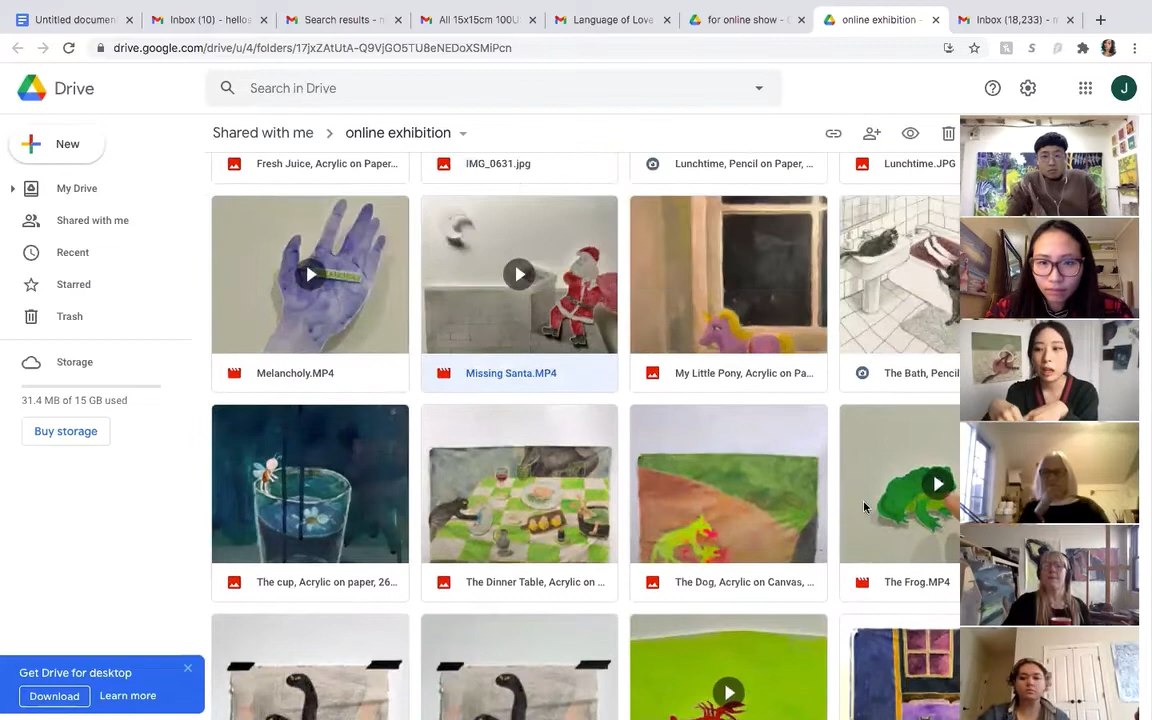 Untitled documen
Inbox (10) - hello
Search results - n
All 15x15cm 100U
Language of Love
for online show - G
online exhibition -
Inbox (18,233) - m
drive.google.com/drive/u/4/folders/17jxZAtUtA-Q9VjGO5TU8eNEDoXSMiPcn
Drive
Search in Drive
J
New
Shared with me > online exhibition
My Drive
Shared with me
Recent
Starred
Trash
Storage
31.4 MB of 15 GB used
Buy storage
Fresh Juice, Acrylic on Paper...
IMG_0631.jpg
Lunchtime, Pencil on Paper, ...
Lunchtime.JPG
Melancholy.MP4
Missing Santa.MP4
My Little Pony, Acrylic on Pa...
The Bath, Pencil
The cup, Acrylic on paper, 26...
The Dinner Table, Acrylic on ...
The Dog, Acrylic on Canvas, ...
The Frog.MP4
Get Drive for desktop
Download
Learn more